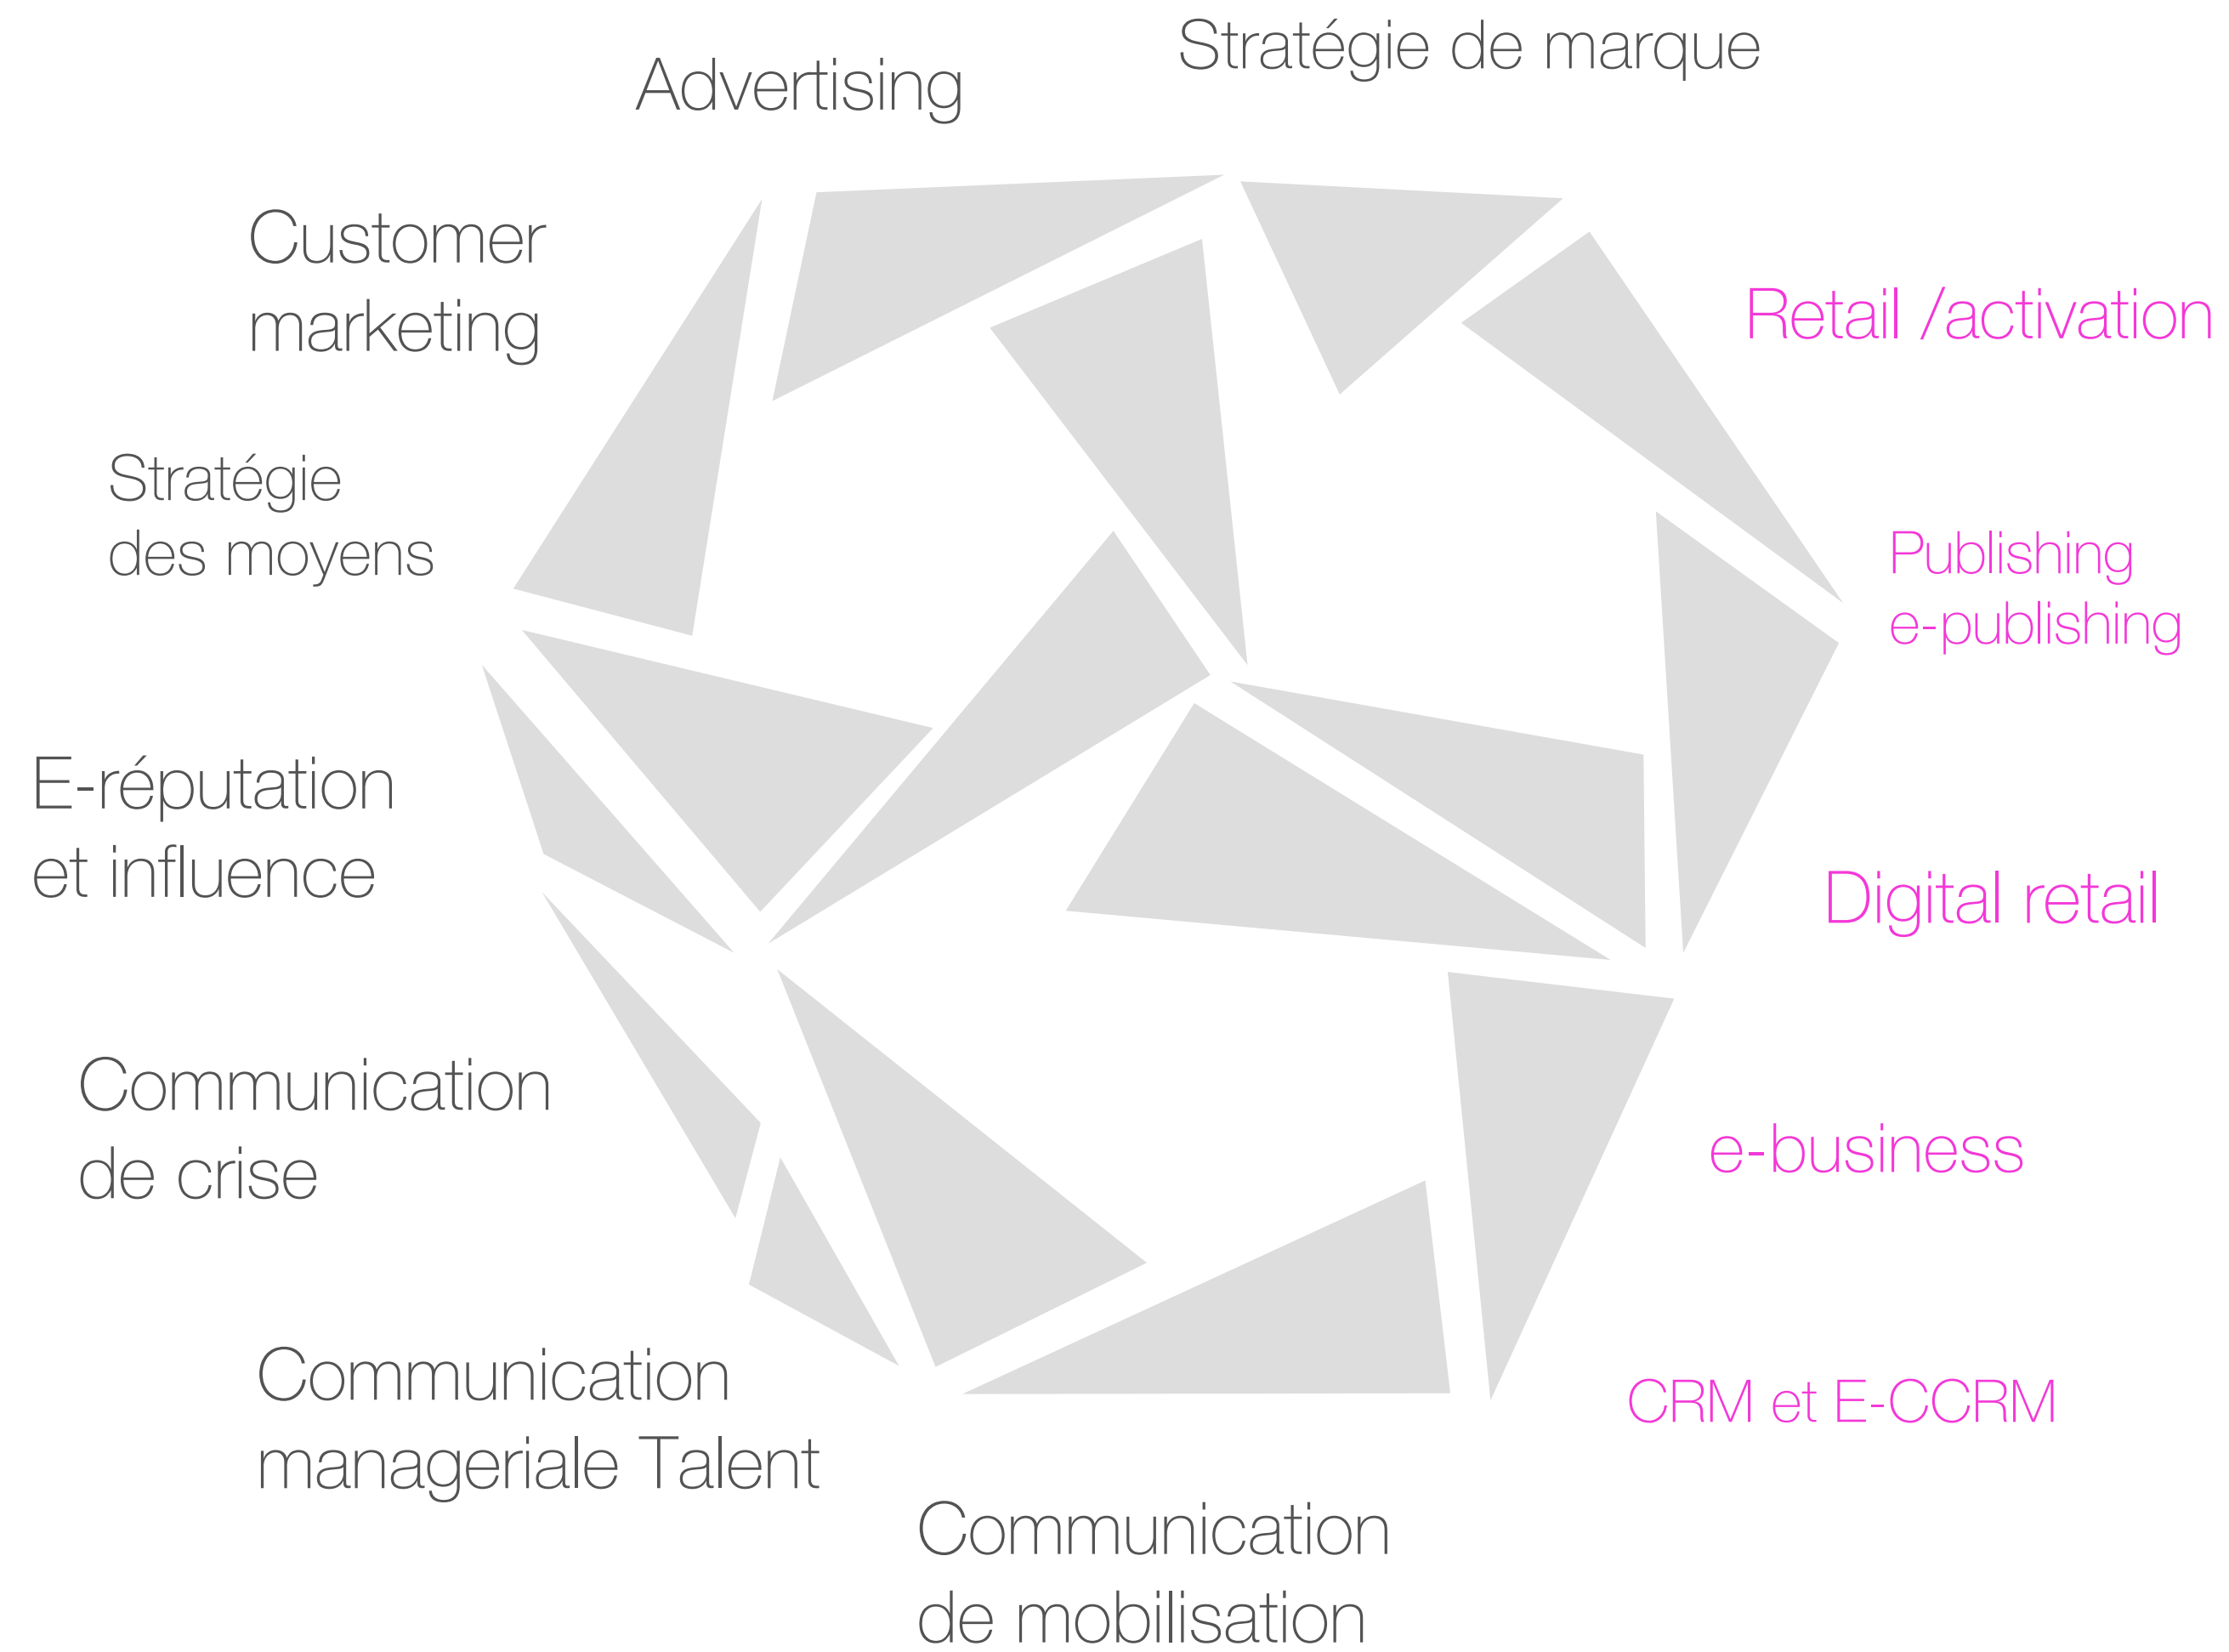 Stratégie de marque
Advertising
Customer
marketing
Retail /activation
Stratégie
des moyens
Publishing
e-publishing
E-réputation
et influence
Digital retail
Communication
de crise
e-business
Communication
manageriale Talent
CRM et E-CCRM
Communication
de mobilisation